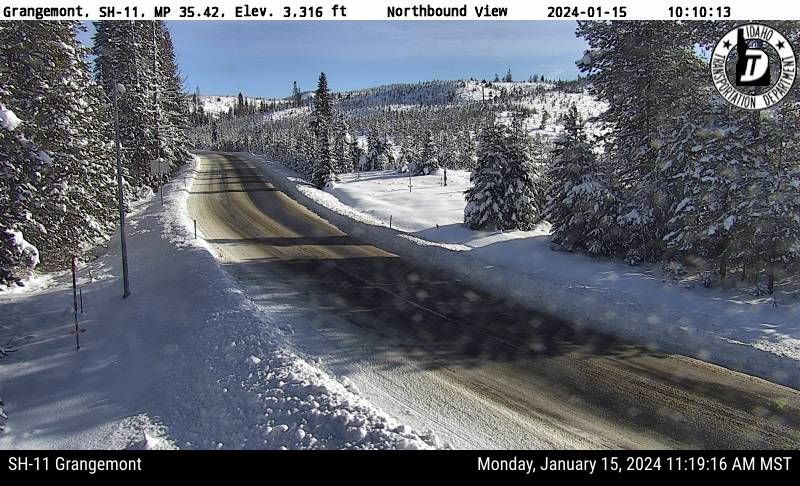 Grangemont, SH-11, MP 35.42, Elev. 3,316 ft Northbound View 2024-01-15 10:10:13
IDAHO
TRANSPORTATION DEPARTMENT
SH-11 Grangemont Monday, January 15, 2024 11:19:16 AM MST